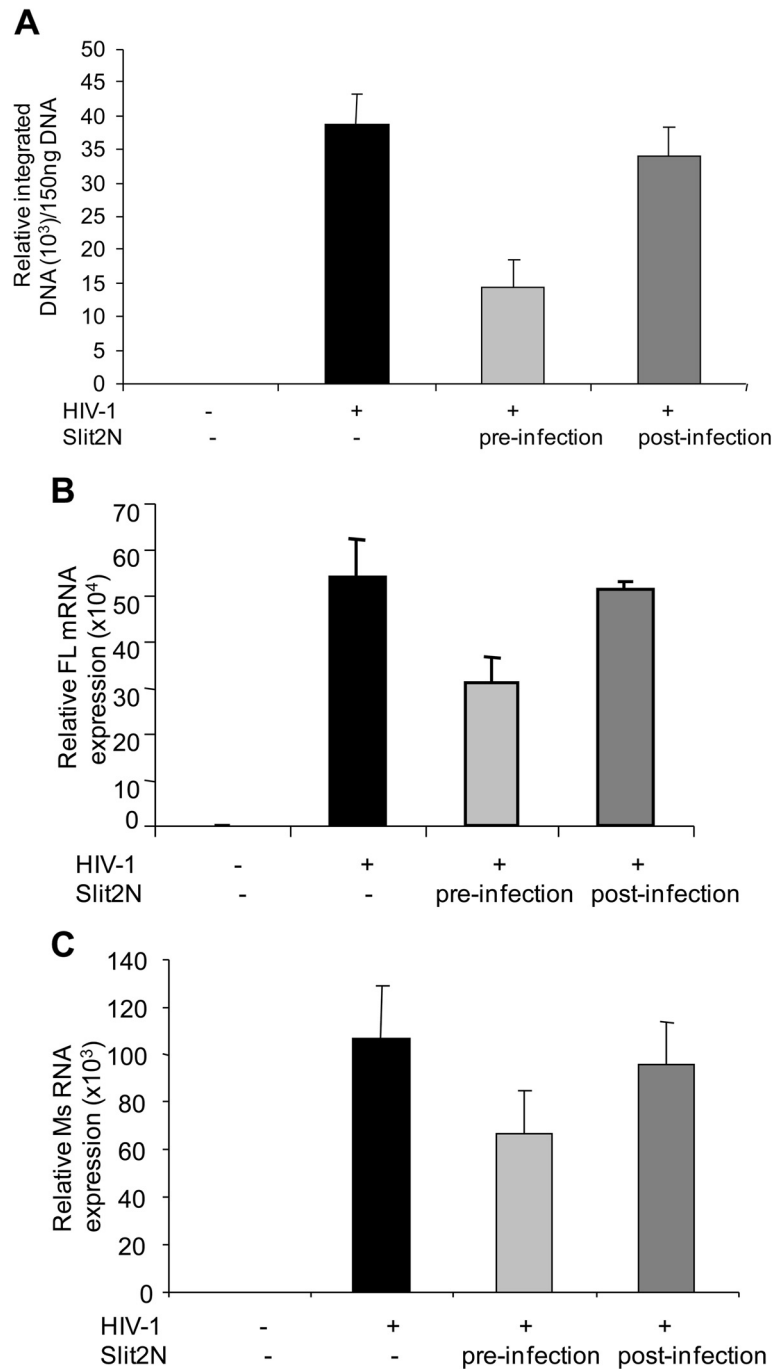 A
Relative integrated
DNA (10³)/150ng DNA
50
45
40
35
30
25
20
15
10
5
0
HIV-1 - + + +
Slit2N - - pre-infection post-infection
B
Relative FL mRNA
expression (x10⁴)
70
60
50
40
30
20
10
0
HIV-1 - + + +
Slit2N - - pre-infection post-infection
C
Relative Ms RNA
expression (x10³)
140
120
100
80
60
40
20
0
HIV-1 - + + +
Slit2N - - pre-infection post-infection